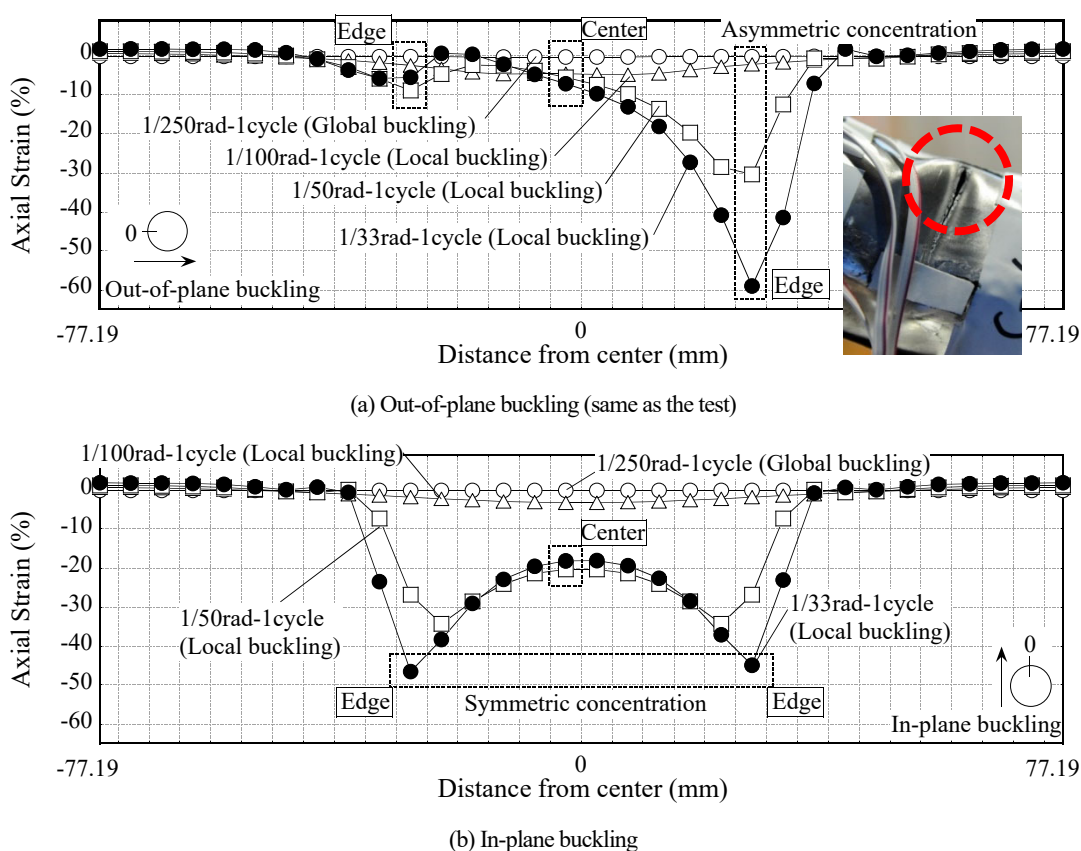 Edge
Center
Asymmetric concentration
0
-10
-20
-30
-40
-50
-60
Axial Strain (%)
1/250rad-1cycle (Global buckling)
1/100rad-1cycle (Local buckling)
1/50rad-1cycle (Local buckling)
1/33rad-1cycle (Local buckling)
0
Out-of-plane buckling
Edge
-77.19
0
77.19
Distance from center (mm)
(a) Out-of-plane buckling (same as the test)
1/100rad-1cycle (Local buckling)
1/250rad-1cycle (Global buckling)
0
-10
-20
-30
-40
-50
-60
Axial Strain (%)
Center
1/50rad-1cycle
(Local buckling)
1/33rad-1cycle
(Local buckling)
0
Edge
Symmetric concentration
Edge
In-plane buckling
-77.19
0
77.19
Distance from center (mm)
(b) In-plane buckling